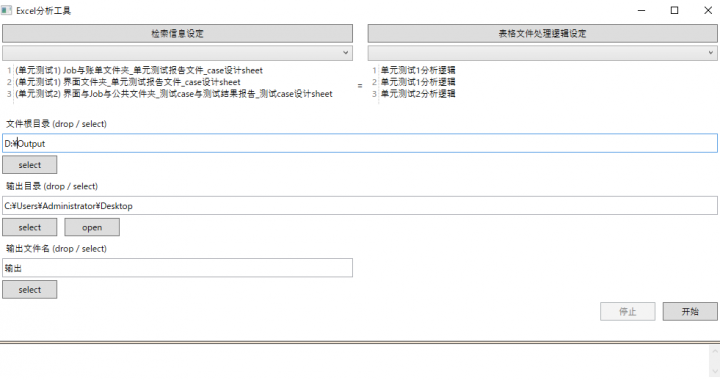 Excel分析工具
检索信息设定
表格文件处理逻辑设定
1 (单元测试1) Job与账单文件夹_单元测试报告文件_case设计sheet
2 (单元测试1) 界面文件夹_单元测试报告文件_case设计sheet
3 (单元测试2) 界面与Job与公共文件夹_测试case与测试结果报告_测试case设计sheet
=
1 单元测试1分析逻辑
2 单元测试1分析逻辑
3 单元测试2分析逻辑
文件根目录 (drop / select)
D:¥Output
select
输出目录 (drop / select)
C:¥Users¥Administrator¥Desktop
select open
输出文件名 (drop / select)
输出
select
停止 开始